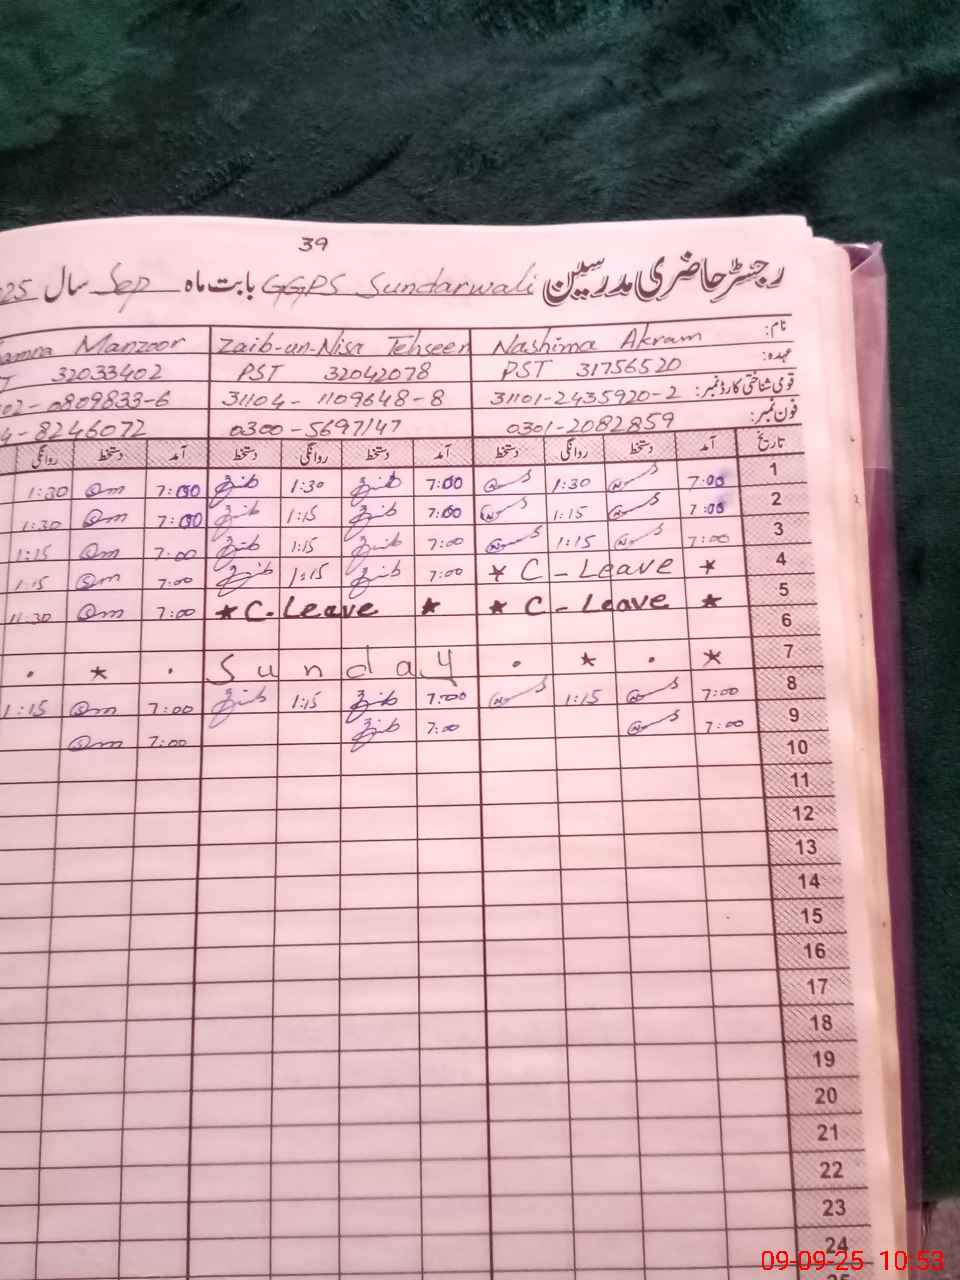 39
رجسٹر حاضری مدرسین GGPS Sundarwali بابت ماہ Sep سال 25
نام: Nashima Akram Zaib-un-Nisa Tehseen Manzoor
عہدہ: PST 31756520 PST 32042078 32033402
قومی شناختی کارڈ نمبر: 31101-2435920-2 31104-1109648-8 02-0809833-6
فون نمبر: 0301-2082859 0300-5697147 4-8246072
تاریخ آمد دستخط روانگی دستخط آمد دستخط روانگی دستخط آمد دستخط روانگی
1 7:00 1:30 7:00 1:30 7:00 1:30
2 7:00 1:15 7:00 1:15 7:00 1:30
3 7:00 1:15 7:00 1:15 7:00 1:15
4 * C-Leave * 7:00 1:15 7:00 1:15
5 * C-Leave * * C-Leave * 7:00 11:30
6
7 * . * . Sunday . * .
8 7:00 1:15 7:00 1:15 7:00 1:15
9 7:00 7:00 7:00
10
11
12
13
14
15
16
17
18
19
20
21
22
23
24
09-09-25 10:53